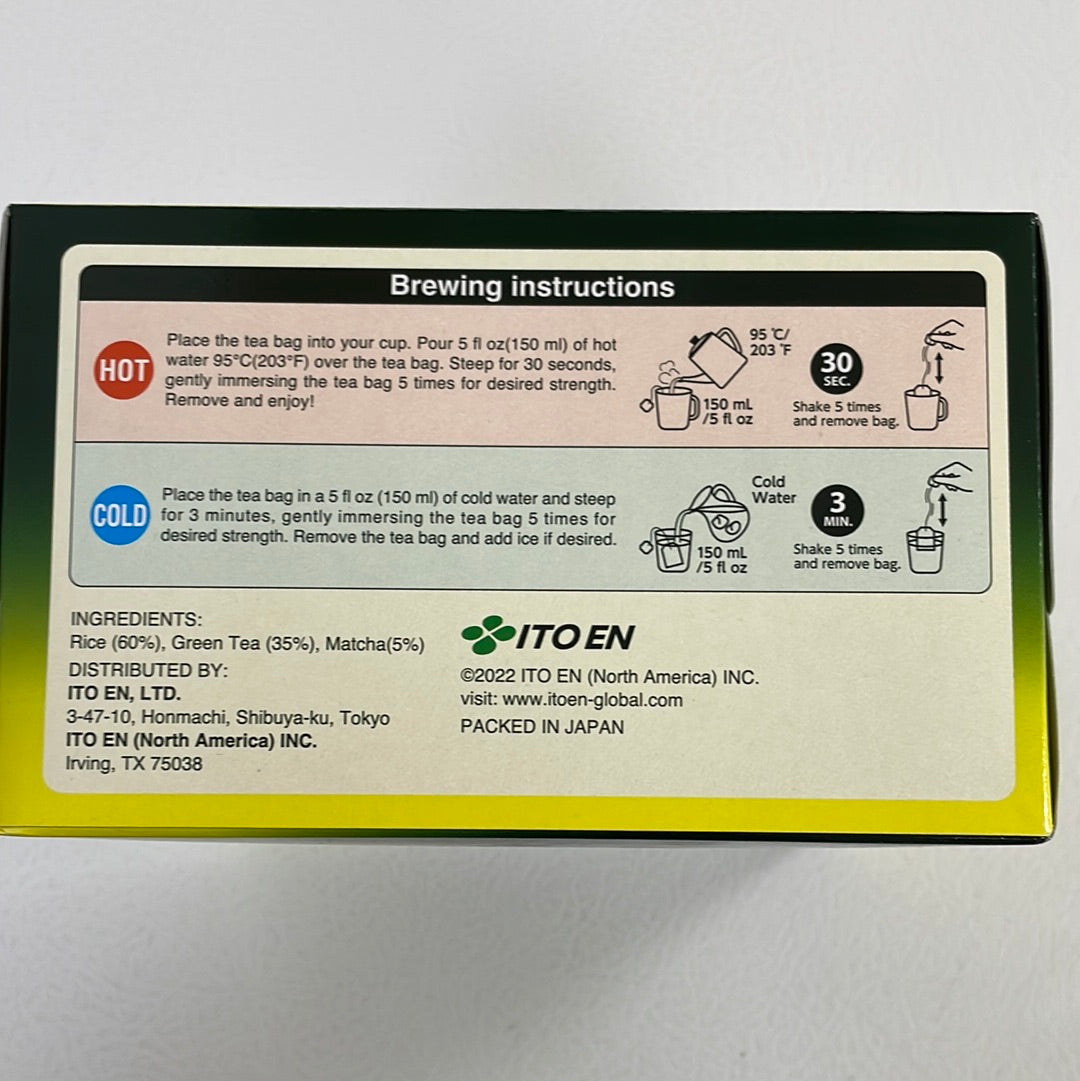 Brewing instructions
HOT
Place the tea bag into your cup. Pour 5 fl oz(150 ml) of hot
water 95°C(203°F) over the tea bag. Steep for 30 seconds,
gently immersing the tea bag 5 times for desired strength.
Remove and enjoy!
95 ℃/
203 ℉
150 mL
/5 fl oz
30
SEC.
Shake 5 times
and remove bag.
COLD
Place the tea bag in a 5 fl oz (150 ml) of cold water and steep
for 3 minutes, gently immersing the tea bag 5 times for
desired strength. Remove the tea bag and add ice if desired.
Cold
Water
150 mL
/5 fl oz
3
MIN.
Shake 5 times
and remove bag.
INGREDIENTS:
Rice (60%), Green Tea (35%), Matcha(5%)
DISTRIBUTED BY:
ITO EN, LTD.
3-47-10, Honmachi, Shibuya-ku, Tokyo
ITO EN (North America) INC.
Irving, TX 75038
ITO EN
©2022 ITO EN (North America) INC.
visit: www.itoen-global.com
PACKED IN JAPAN